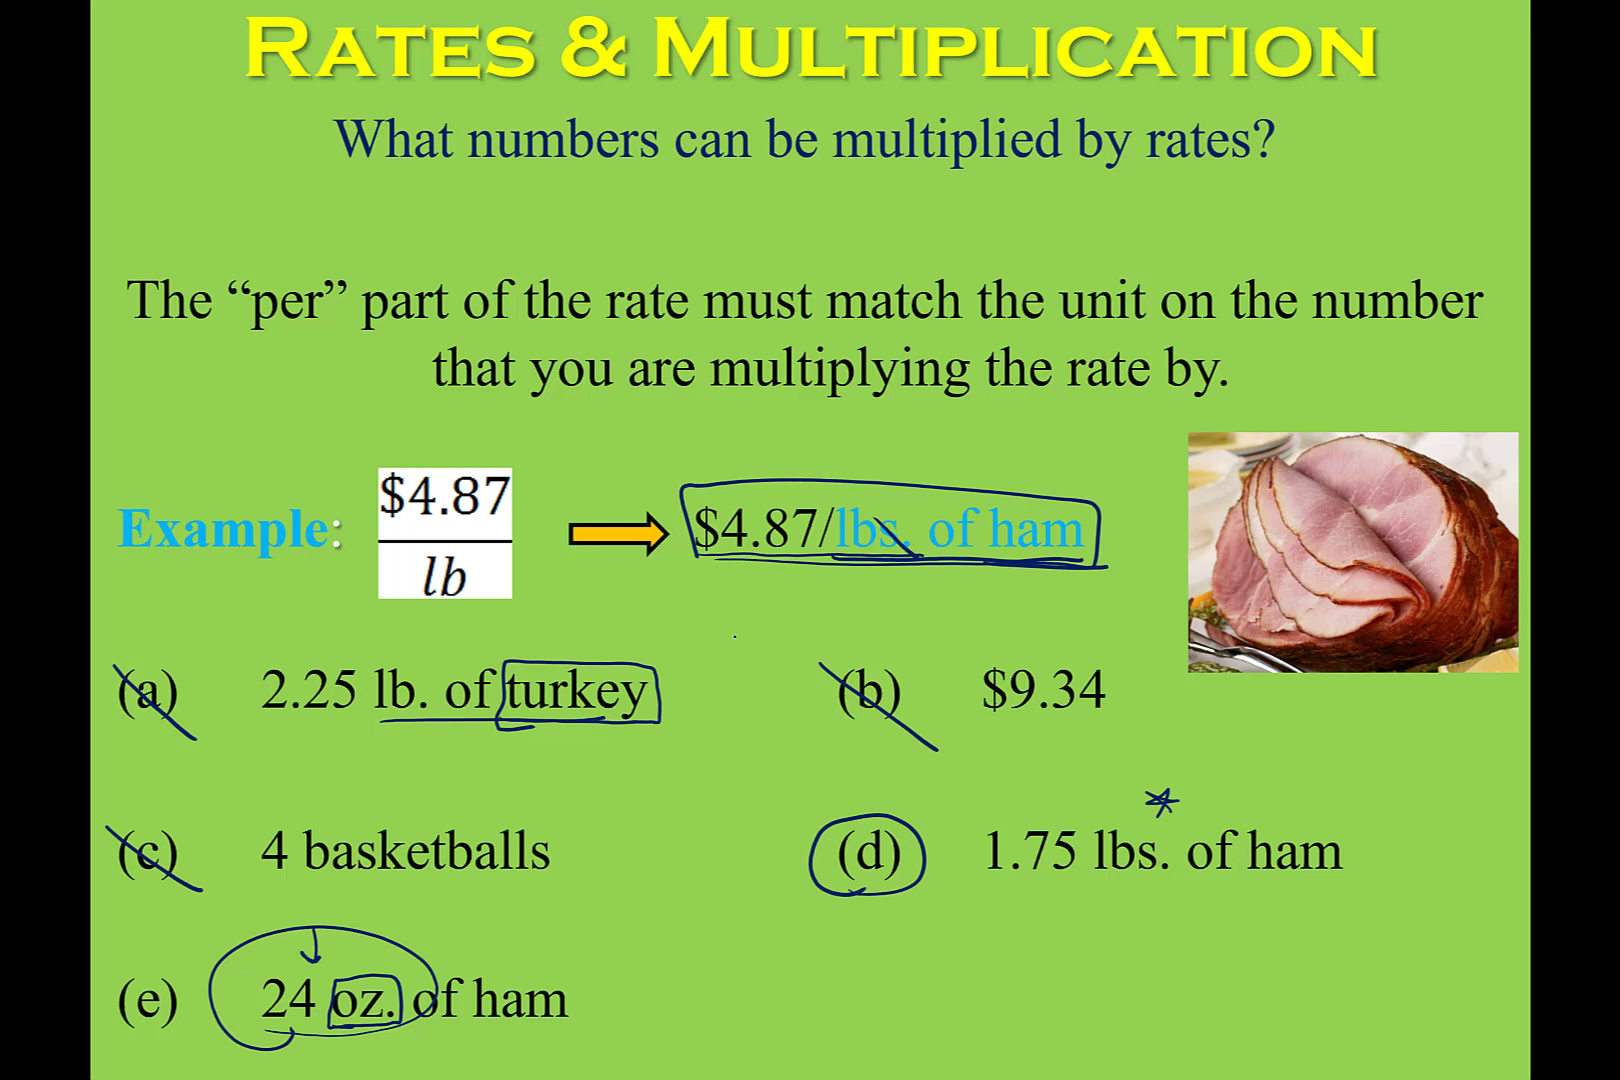 RATES & MULTIPLICATION
What numbers can be multiplied by rates?
The “per” part of the rate must match the unit on the number
that you are multiplying the rate by.
Example: $4.87/lb → $4.87/lbs. of ham
(a) 2.25 lb. of turkey (b) $9.34
(c) 4 basketballs (d) 1.75 lbs. of ham
(e) 24 oz. of ham